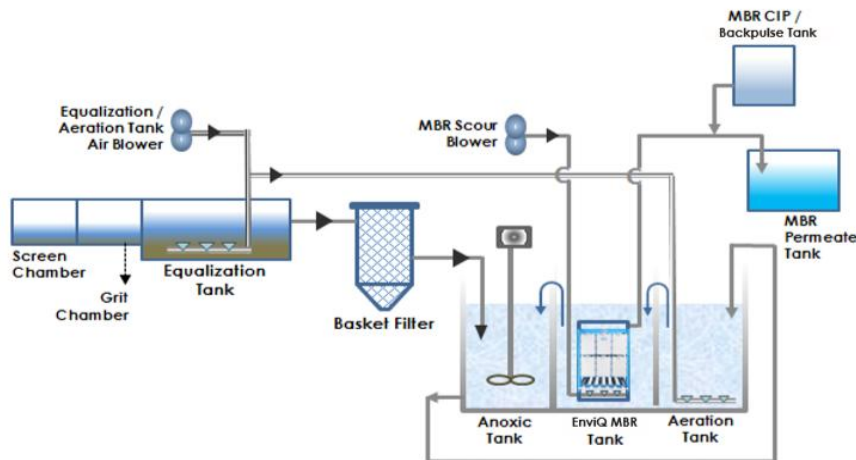 MBR CIP /
Backpulse Tank
Equalization /
Aeration Tank
Air Blower
MBR Scour
Blower
MBR
Permeate
Tank
Screen
Chamber
Grit
Chamber
Equalization
Tank
Basket Filter
Anoxic
Tank
EnviQ MBR
Tank
Aeration
Tank